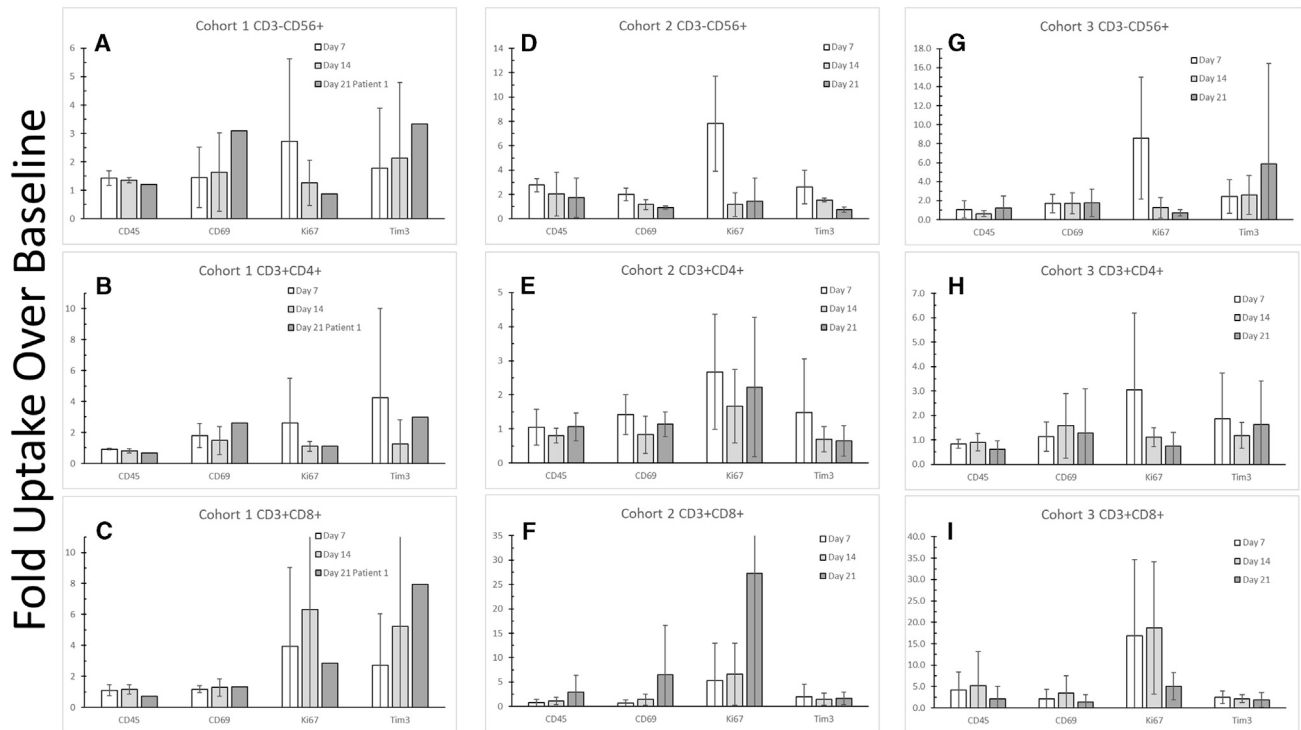 Fold Uptake Over Baseline
A
Cohort 1 CD3-CD56+
Day 7
Day 14
Day 21 Patient 1
6
5
4
3
2
1
0
CD45 CD69 Ki67 Tim3
B
Cohort 1 CD3+CD4+
Day 7
Day 14
Day 21 Patient 1
10
8
6
4
2
0
CD45 CD69 Ki67 Tim3
C
Cohort 1 CD3+CD8+
Day 7
Day 14
Day 21 Patient 1
10
8
6
4
2
0
CD45 CD69 Ki67 Tim3
D
Cohort 2 CD3-CD56+
Day 7
Day 14
Day 21
14
12
10
8
6
4
2
0
CD45 CD69 Ki67 Tim3
E
Cohort 2 CD3+CD4+
Day 7
Day 14
Day 21
5
4
3
2
1
0
CD45 CD69 Ki67 Tim3
F
Cohort 2 CD3+CD8+
Day 7
Day 14
Day 21
35
30
25
20
15
10
5
0
CD45 CD69 Ki67 Tim3
G
Cohort 3 CD3-CD56+
Day 7
Day 14
Day 21
18.0
16.0
14.0
12.0
10.0
8.0
6.0
4.0
2.0
0.0
CD45 CD69 Ki67 Tim3
H
Cohort 3 CD3+CD4+
Day 7
Day 14
Day 21
7.0
6.0
5.0
4.0
3.0
2.0
1.0
0.0
CD45 CD69 Ki67 Tim3
I
Cohort 3 CD3+CD8+
Day 7
Day 14
Day 21
40.0
35.0
30.0
25.0
20.0
15.0
10.0
5.0
0.0
CD45 CD69 Ki67 Tim3